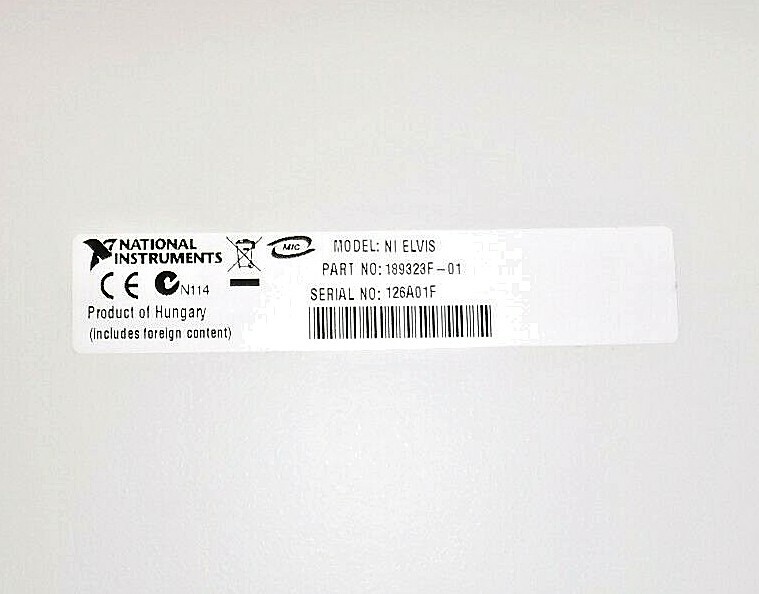 NATIONAL
INSTRUMENTS
MIC
MODEL: NI ELVIS
PART NO: 189323F-01
CE N114
SERIAL NO: 126A01F
Product of Hungary
(includes foreign content)